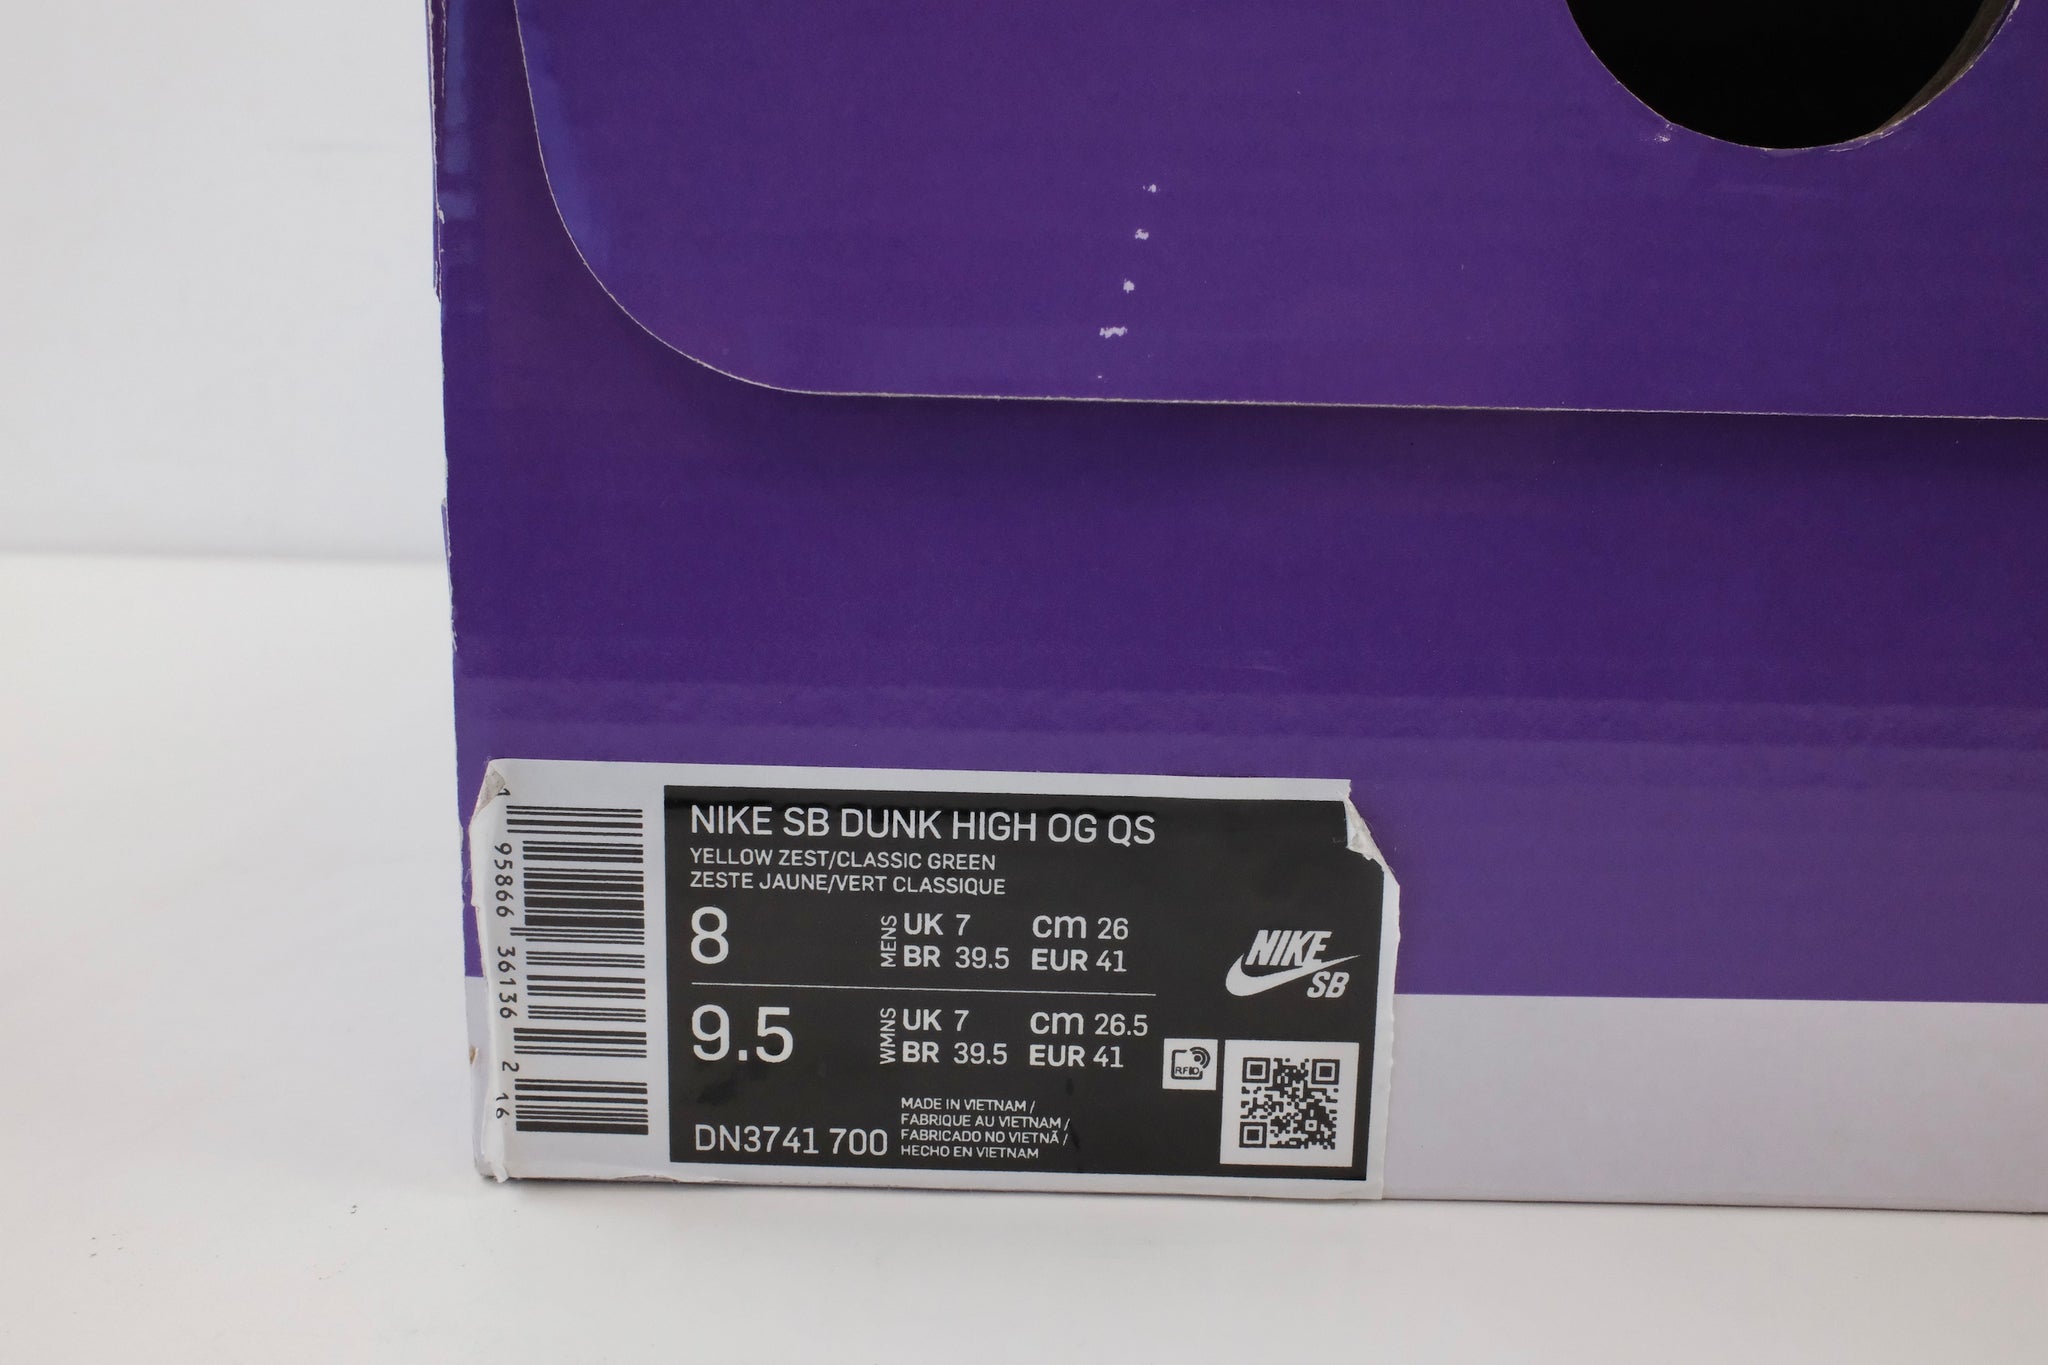 NIKE SB DUNK HIGH OG QS
YELLOW ZEST/CLASSIC GREEN
ZESTE JAUNE/VERT CLASSIQUE
8
MENS
UK 7 cm 26
BR 39.5 EUR 41
9.5
WMNS
UK 7 cm 26.5
BR 39.5 EUR 41
DN3741 700
MADE IN VIETNAM /
FABRIQUE AU VIETNAM /
FABRICADO NO VIETNÃ /
HECHO EN VIETNAM
NIKE
SB
RFID
1 95866 36136 2 16